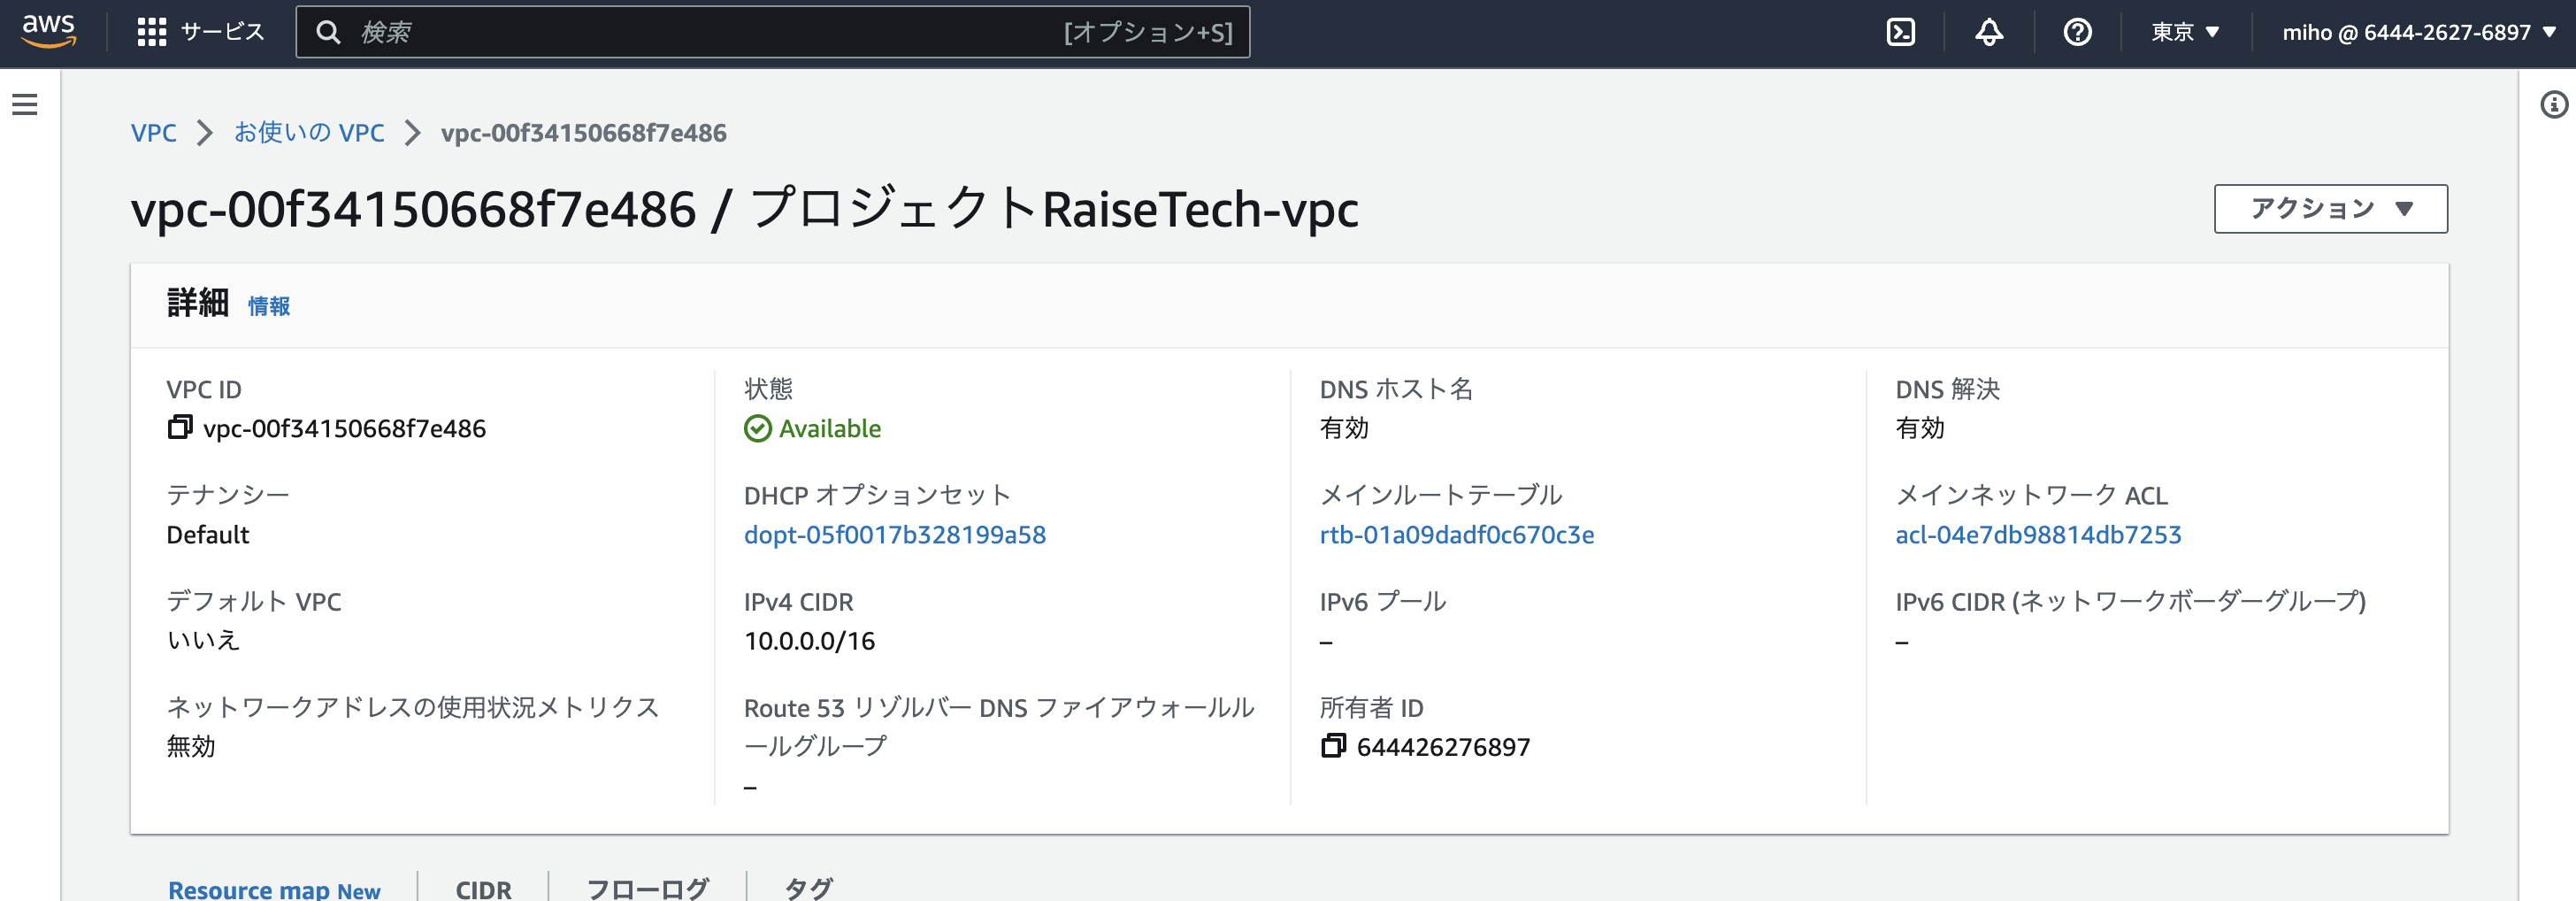 aws サービス 検索 [オプション+S] 東京 miho @ 6444-2627-6897
VPC お使いの VPC vpc-00f34150668f7e486
vpc-00f34150668f7e486 / プロジェクトRaiseTech-vpc アクション
詳細 情報
VPC ID
vpc-00f34150668f7e486
状態
Available
DNS ホスト名
有効
DNS 解決
有効
テナンシー
Default
DHCP オプションセット
dopt-05f0017b328199a58
メインルートテーブル
rtb-01a09dadf0c670c3e
メインネットワーク ACL
acl-04e7db98814db7253
デフォルト VPC
いいえ
IPv4 CIDR
10.0.0.0/16
IPv6 プール
–
IPv6 CIDR (ネットワークボーダーグループ)
–
ネットワークアドレスの使用状況メトリクス
無効
Route 53 リゾルバー DNS ファイアウォールル
ールグループ
–
所有者 ID
644426276897
Resource map New CIDR フローログ タグ